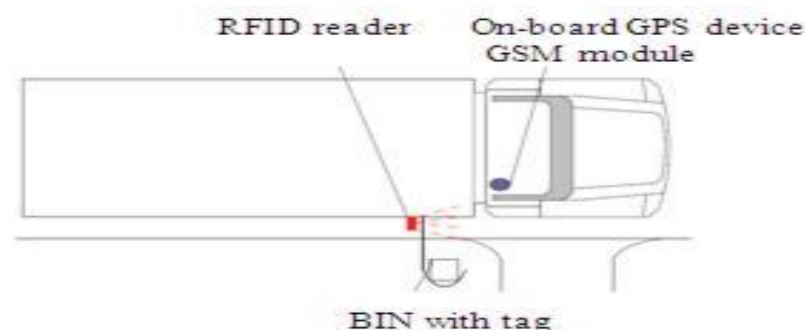 RFID reader
On-board GPS device
GSM module
BIN with tag